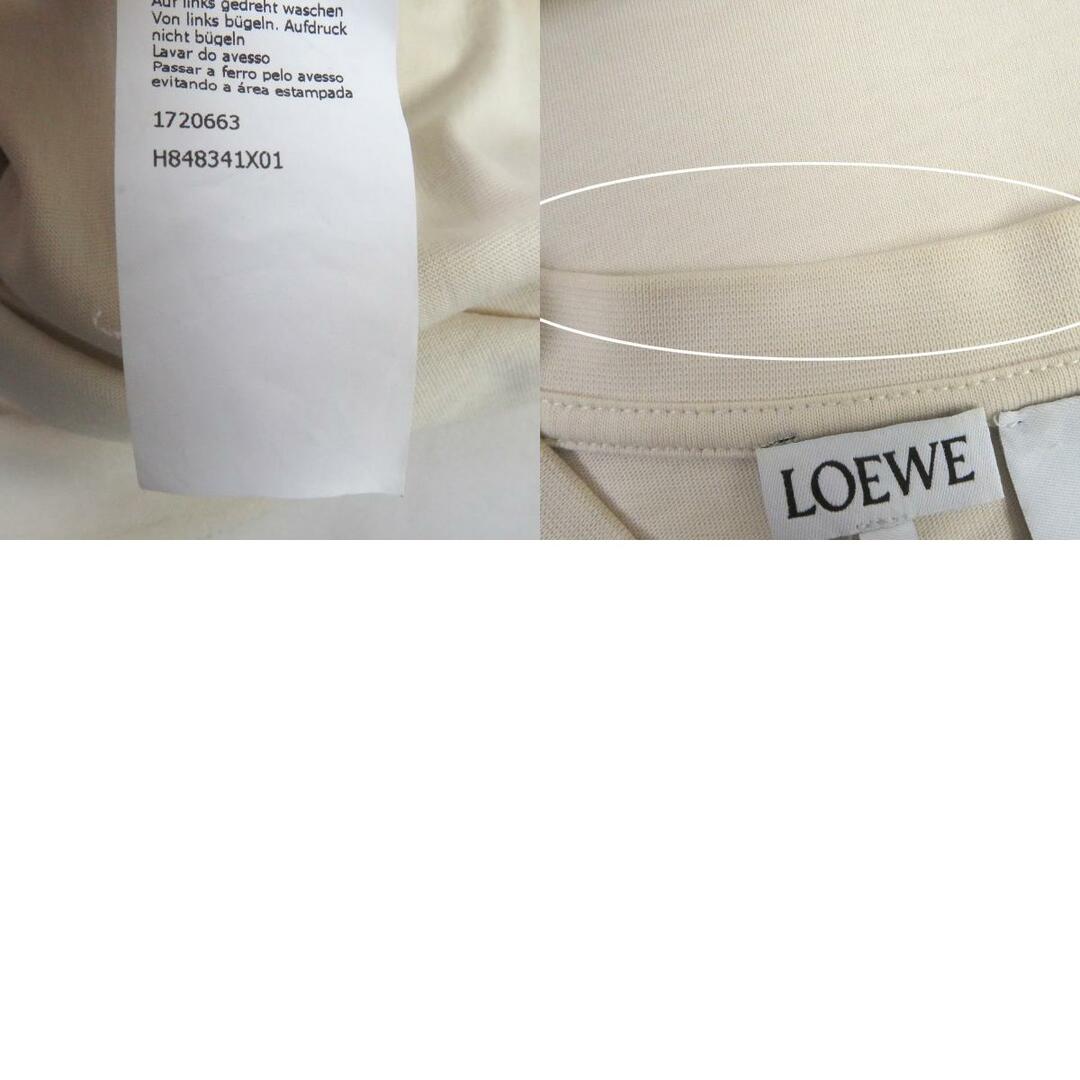 Auf links gedreht waschen
Von links bügeln. Aufdruck
nicht bügeln
Lavar do avesso
Passar a ferro pelo avesso
evitando a área estampada
1720663
H848341X01
LOEWE